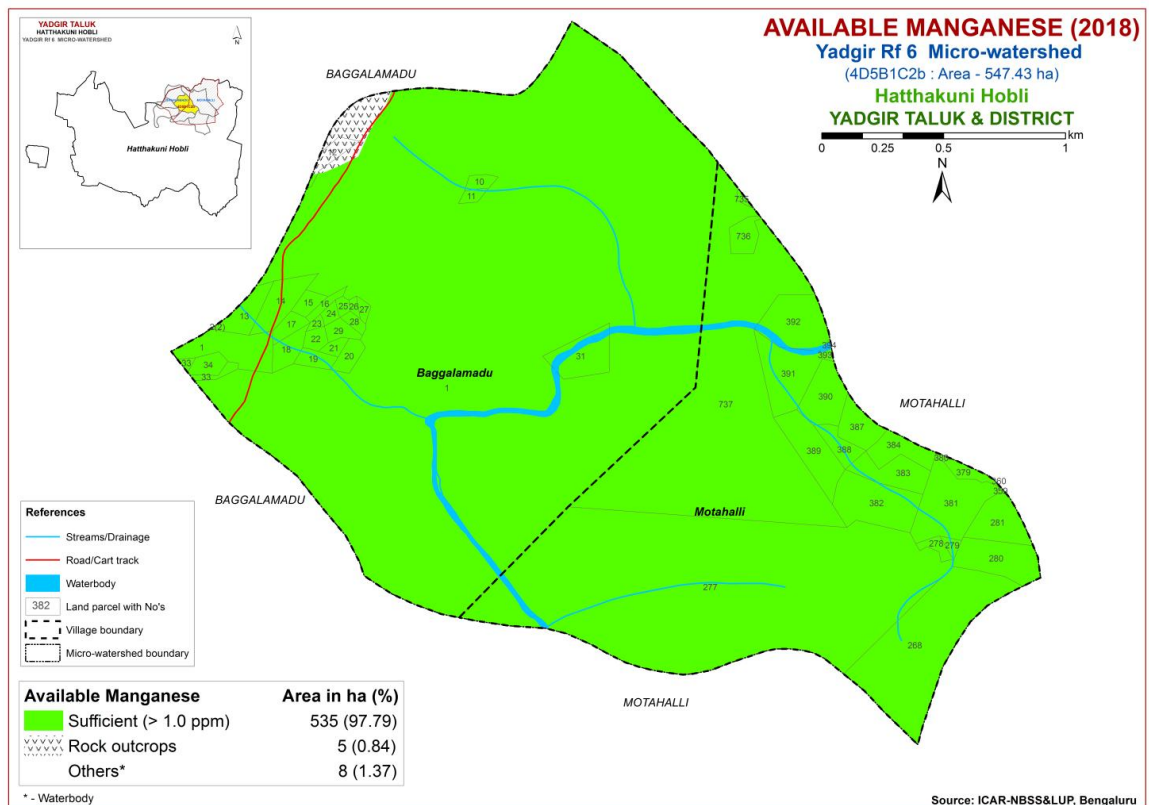 YADGIR TALUK
HATTHAKUNI HOBLI
YADGIR Rf 6 MICRO-WATERSHED
N
Hatthakuni Hobli
AVAILABLE MANGANESE (2018)
Yadgir Rf 6 Micro-watershed
(4D5B1C2b : Area - 547.43 ha)
Hatthakuni Hobli
YADGIR TALUK & DISTRICT
km
0 0.25 0.5 1
N
BAGGALAMADU
10
11
736
13
14
15
16
25
26
27
24
17
23
28
22
29
1
18
21
33
34
19
20
33
31
392
393
391
Baggalamadu
1
737
390
MOTAHALLI
387
389
388
384
383
379
382
381
BAGGALAMADU
Motahalli
281
278
279
280
277
268
MOTAHALLI
References
Streams/Drainage
Road/Cart track
Waterbody
382 Land parcel with No's
Village boundary
Micro-watershed boundary
Available Manganese Area in ha (%)
Sufficient (> 1.0 ppm) 535 (97.79)
Rock outcrops 5 (0.84)
Others* 8 (1.37)
* - Waterbody
Source: ICAR-NBSS&LUP, Bengaluru